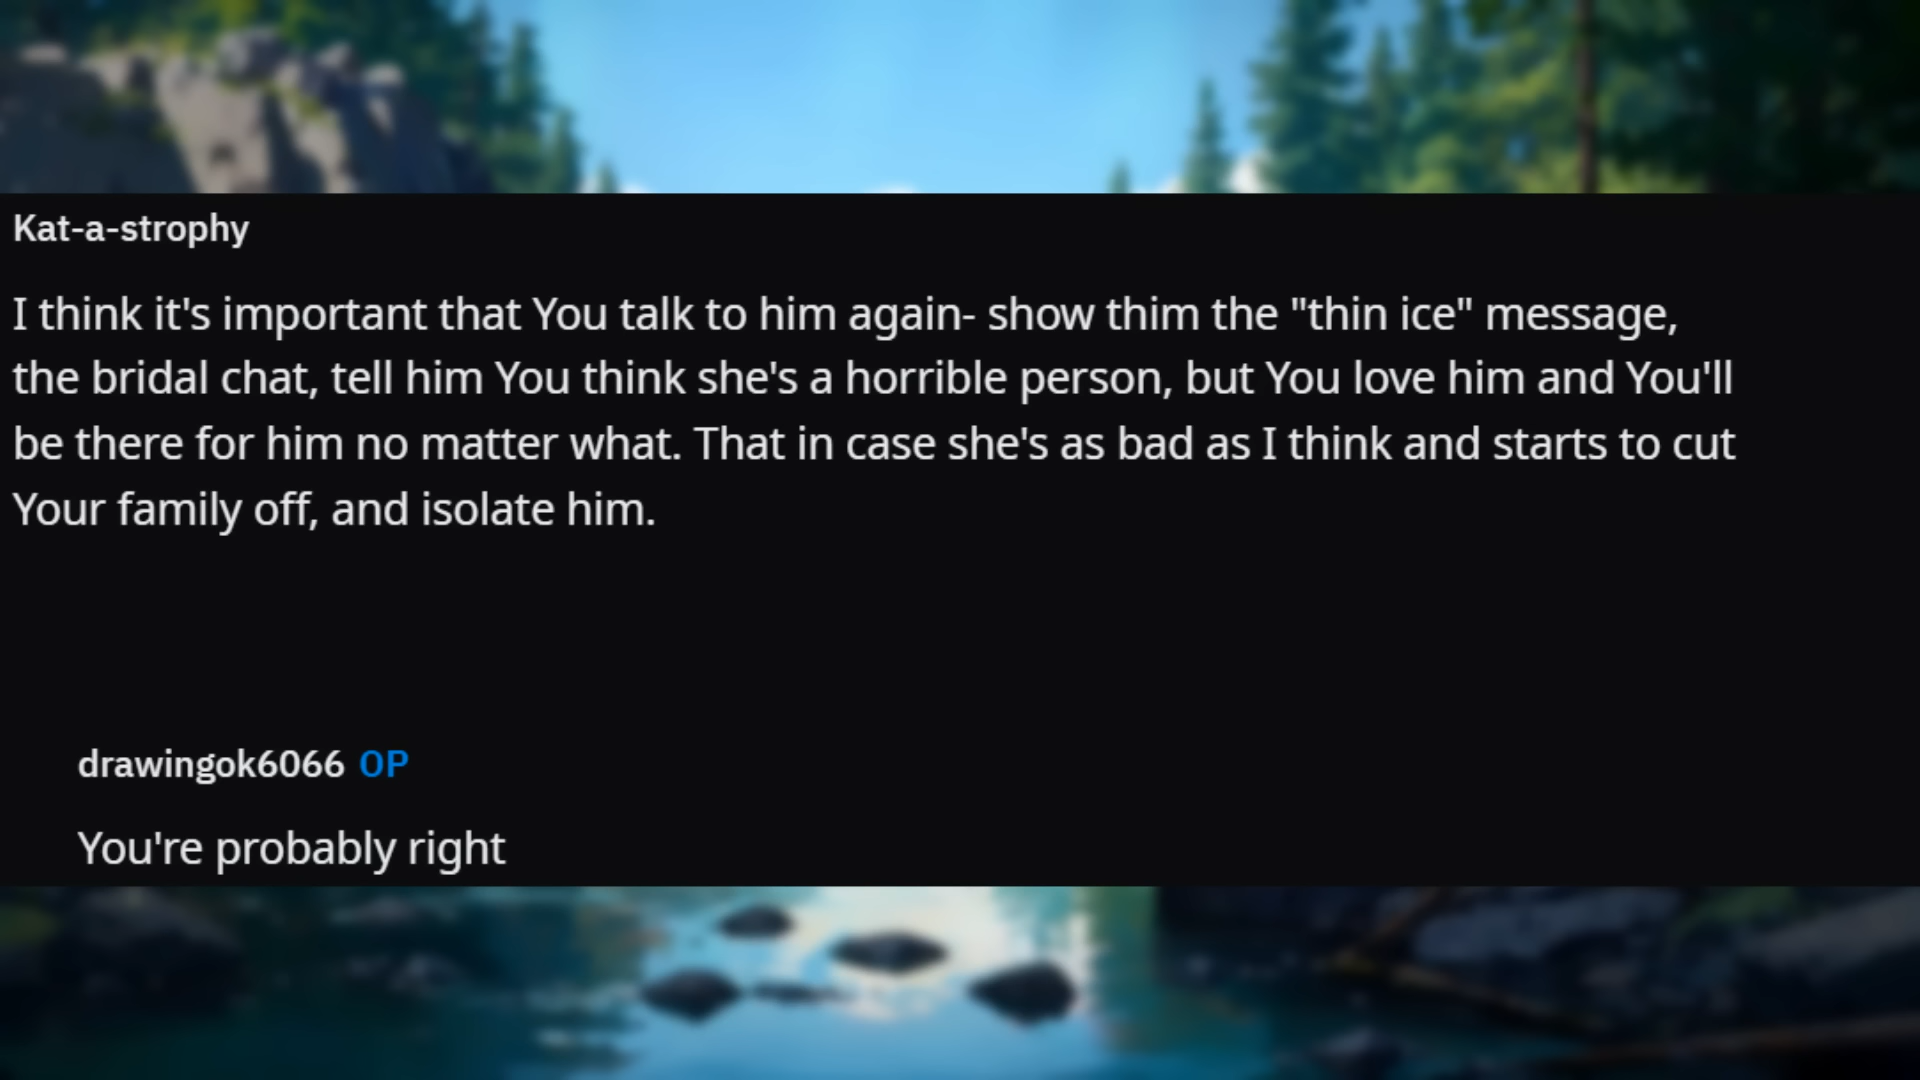 Kat-a-strophy
I think it's important that You talk to him again- show thim the "thin ice" message,
the bridal chat, tell him You think she's a horrible person, but You love him and You'll
be there for him no matter what. That in case she's as bad as I think and starts to cut
Your family off, and isolate him.
drawingok6066 OP
You're probably right